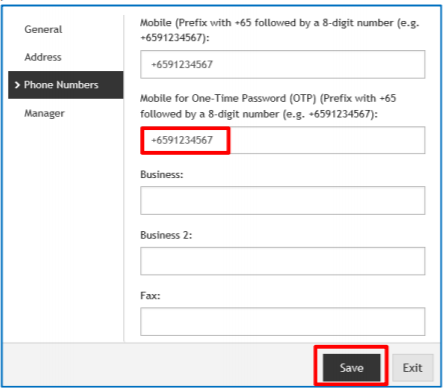 General
Address
> Phone Numbers
Manager
Mobile (Prefix with +65 followed by a 8-digit number (e.g.
+6591234567):
+6591234567
Mobile for One-Time Password (OTP) (Prefix with +65
followed by a 8-digit number (e.g. +6591234567):
+6591234567
Business:
Business 2:
Fax:
Save
Exit